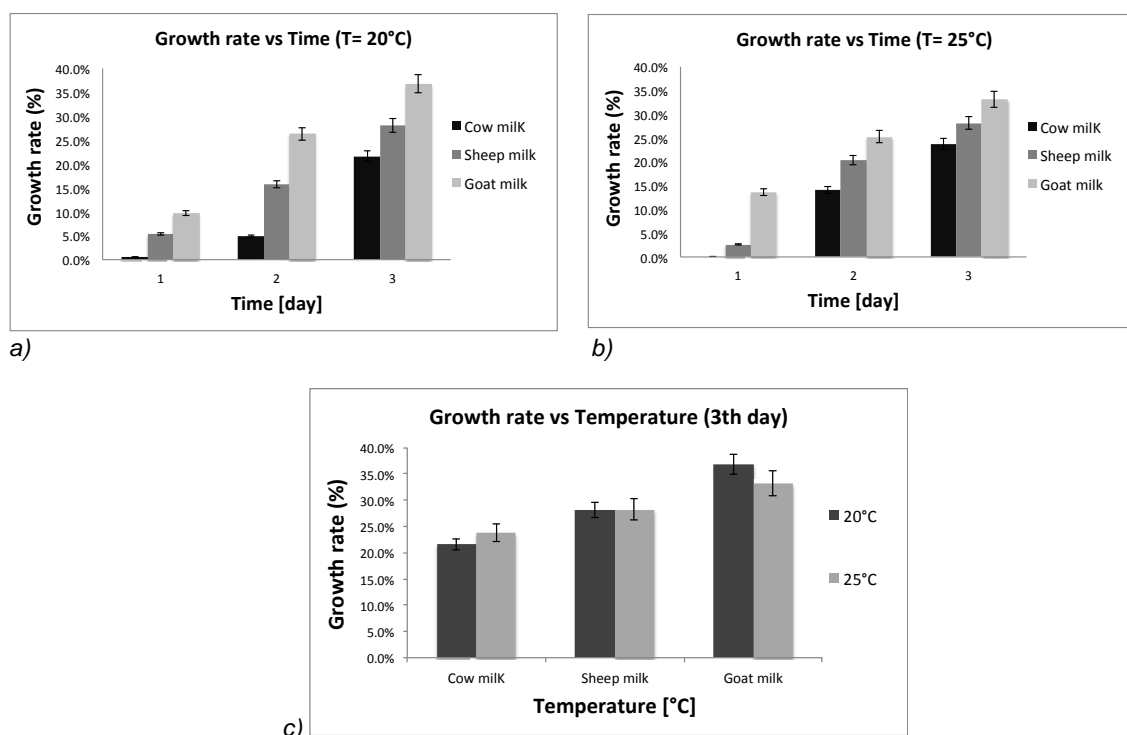 Growth rate vs Time (T= 20°C)
40.0%
35.0%
30.0%
25.0%
20.0%
15.0%
10.0%
5.0%
0.0%
Growth rate (%)
1 2 3
Time [day]
Cow milK
Sheep milk
Goat milk
a)
Growth rate vs Time (T= 25°C)
40.0%
35.0%
30.0%
25.0%
20.0%
15.0%
10.0%
5.0%
0.0%
Growth rate (%)
1 2 3
Time [day]
Cow milK
Sheep milk
Goat milk
b)
Growth rate vs Temperature (3th day)
40.0%
35.0%
30.0%
25.0%
20.0%
15.0%
10.0%
5.0%
0.0%
Growth rate (%)
Cow milK Sheep milk Goat milk
Temperature [°C]
20°C
25°C
c)